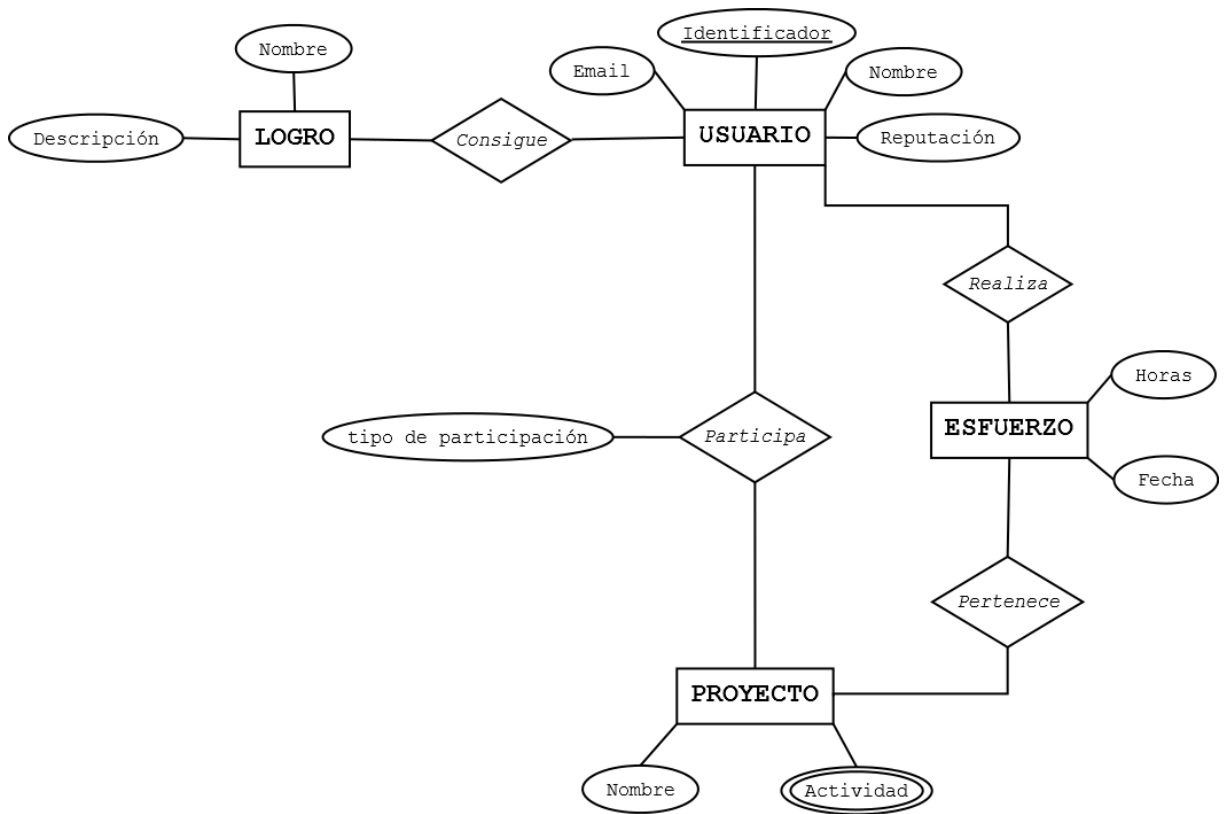 Identificador
Nombre
Email
Nombre
Descripción
LOGRO
Consigue
USUARIO
Reputación
Realiza
Horas
tipo de participación
Participa
ESFUERZO
Fecha
Pertenece
PROYECTO
Nombre
Actividad